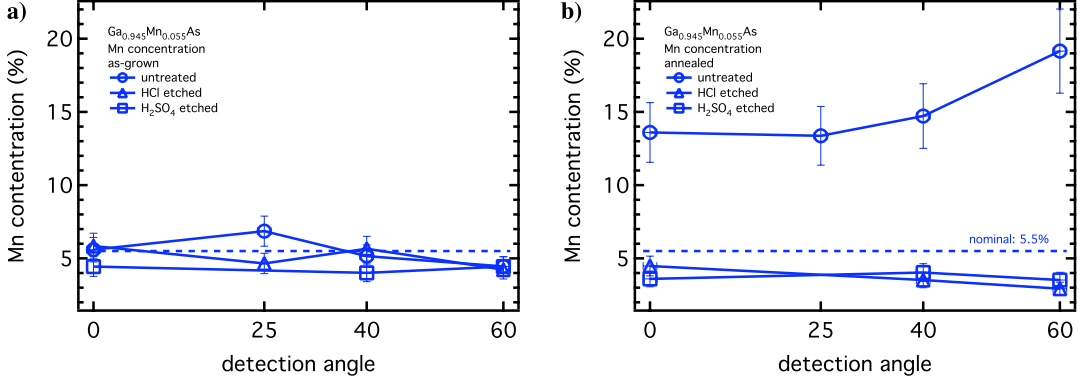 a)
Ga0.945Mn0.055As
Mn concentration
as-grown
untreated
HCl etched
H2SO4 etched
20
15
10
5
Mn contentration (%)
0 25 40 60
detection angle
b)
Ga0.945Mn0.055As
Mn concentration
annealed
untreated
HCl etched
H2SO4 etched
nominal: 5.5%
20
15
10
5
Mn contentration (%)
0 25 40 60
detection angle